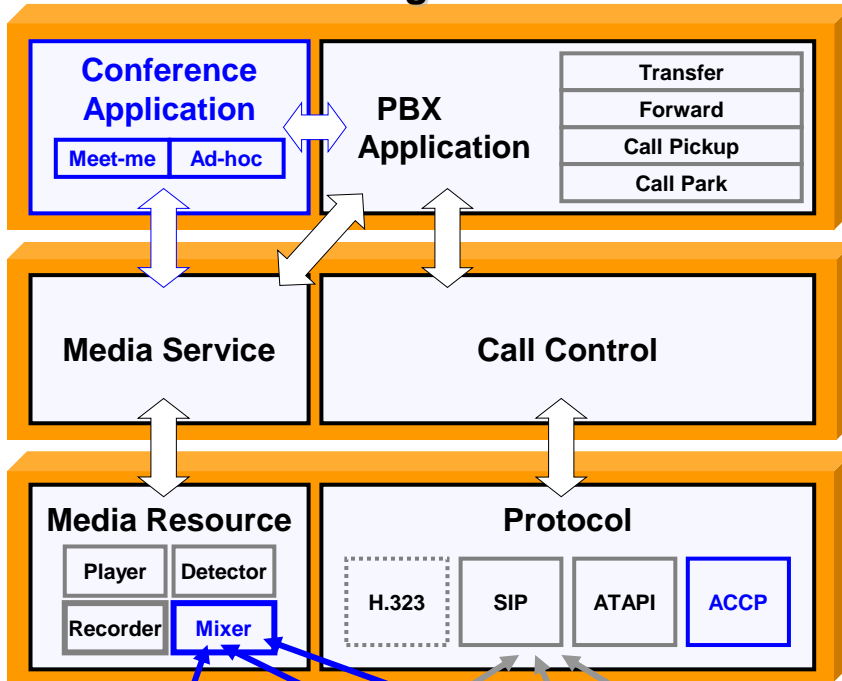 Conference
Application
Meet-me
Ad-hoc
PBX
Application
Transfer
Forward
Call Pickup
Call Park
Media Service
Call Control
Media Resource
Player
Detector
Recorder
Mixer
Protocol
H.323
SIP
ATAPI
ACCP